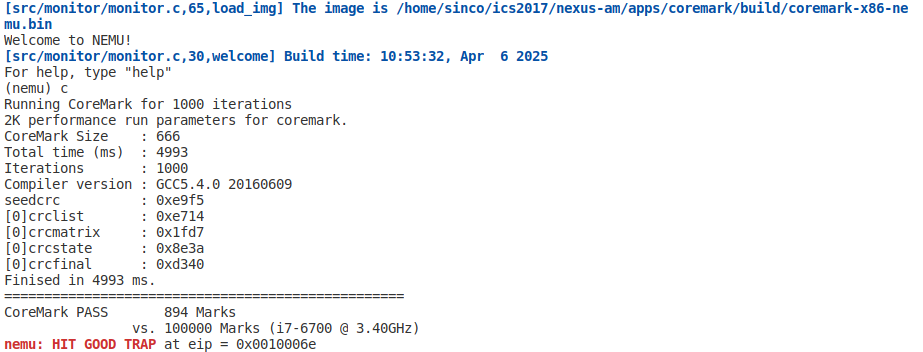 [src/monitor/monitor.c,65,load_img] The image is /home/sinco/ics2017/nexus-am/apps/coremark/build/coremark-x86-ne
mu.bin
Welcome to NEMU!
[src/monitor/monitor.c,30,welcome] Build time: 10:53:32, Apr  6 2025
For help, type "help"
(nemu) c
Running CoreMark for 1000 iterations
2K performance run parameters for coremark.
CoreMark Size    : 666
Total time (ms)  : 4993
Iterations       : 1000
Compiler version : GCC5.4.0 20160609
seedcrc          : 0xe9f5
[0]crclist       : 0xe714
[0]crcmatrix     : 0x1fd7
[0]crcstate      : 0x8e3a
[0]crcfinal      : 0xd340
Finised in 4993 ms.
==================================================
CoreMark PASS       894 Marks
                vs. 100000 Marks (i7-6700 @ 3.40GHz)
nemu: HIT GOOD TRAP at eip = 0x0010006e